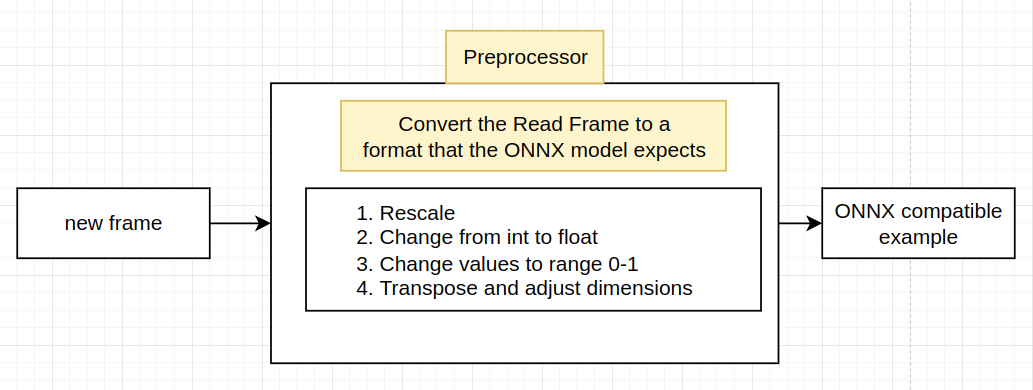 Preprocessor
Convert the Read Frame to a
format that the ONNX model expects
new frame
1. Rescale
2. Change from int to float
3. Change values to range 0-1
4. Transpose and adjust dimensions
ONNX compatible
example